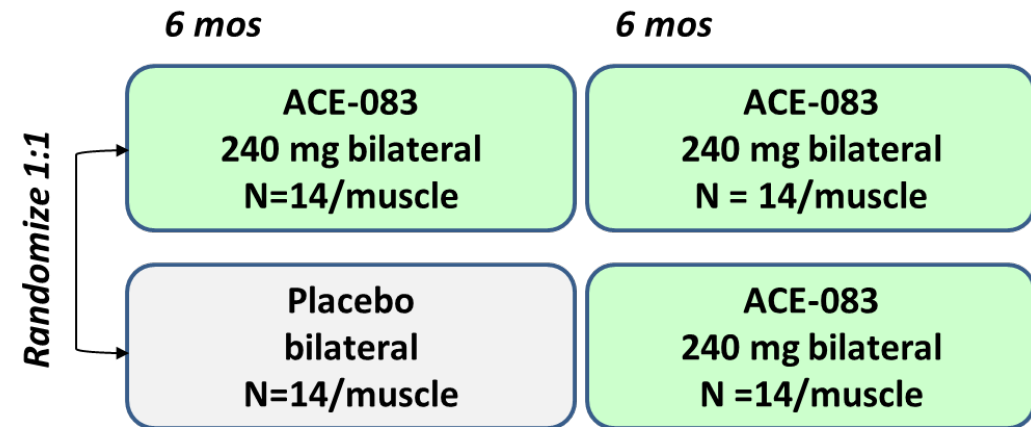 6 mos
6 mos
Randomize 1:1
ACE-083
240 mg bilateral
N=14/muscle
ACE-083
240 mg bilateral
N = 14/muscle
Placebo
bilateral
N=14/muscle
ACE-083
240 mg bilateral
N =14/muscle